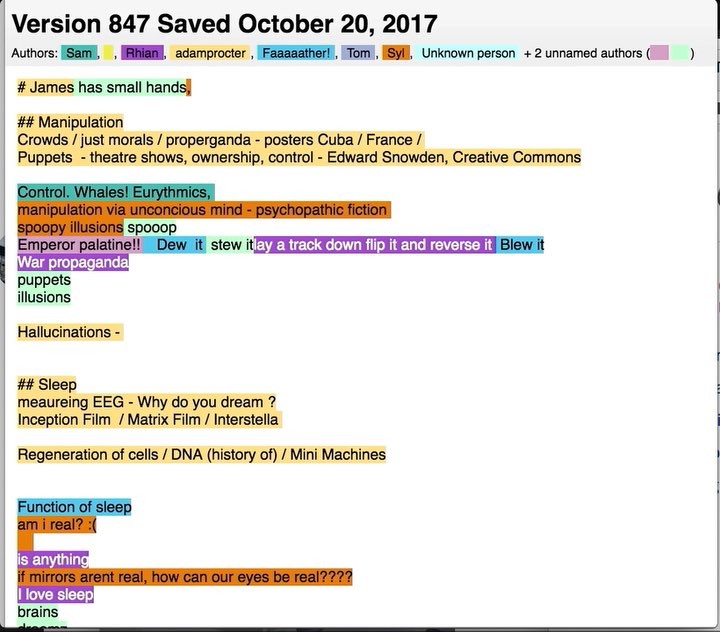 Version 847 Saved October 20, 2017
Authors: Sam , , Rhian , adamprocter , Faaaaather! , Tom , Syl , Unknown person + 2 unnamed authors ( )
# James has small hands,
## Manipulation
Crowds / just morals / properganda - posters Cuba / France /
Puppets - theatre shows, ownership, control - Edward Snowden, Creative Commons
Control. Whales! Eurythmics,
manipulation via unconcious mind - psychopathic fiction
spoopy illusions spooop
Emperor palatine!! Dew it stew itlay a track down flip it and reverse it Blew it
War propaganda
puppets
illusions
Hallucinations -
## Sleep
meaureing EEG - Why do you dream ?
Inception Film / Matrix Film / Interstella
Regeneration of cells / DNA (history of) / Mini Machines
Function of sleep
am i real? :(
is anything
if mirrors arent real, how can our eyes be real????
I love sleep
brains